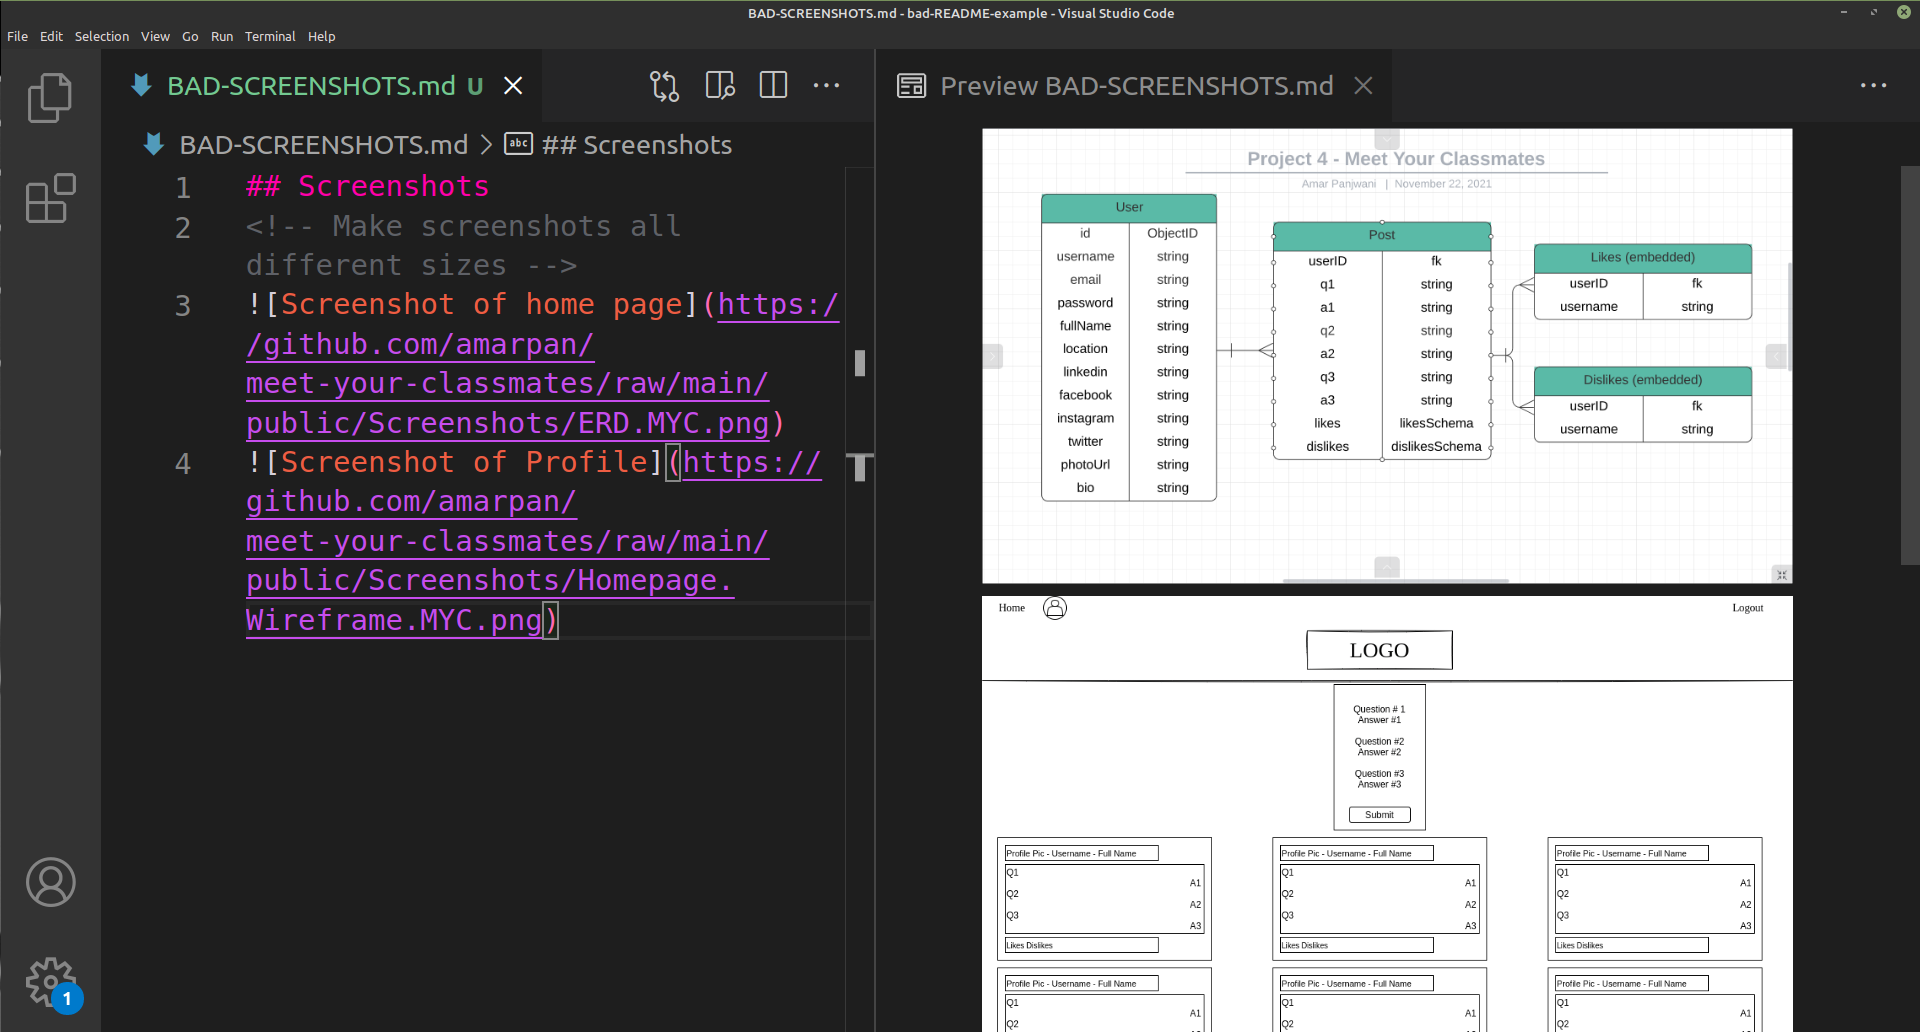 BAD-SCREENSHOTS.md - bad-README-example - Visual Studio Code
File Edit Selection View Go Run Terminal Help
BAD-SCREENSHOTS.md U
BAD-SCREENSHOTS.md > abc ## Screenshots
1 ## Screenshots
2 <!-- Make screenshots all
different sizes -->
3 ![Screenshot of home page](https:/
/github.com/amarpan/
meet-your-classmates/raw/main/
public/Screenshots/ERD.MYC.png)
4 ![Screenshot of Profile](https://
github.com/amarpan/
meet-your-classmates/raw/main/
public/Screenshots/Homepage.
Wireframe.MYC.png)
1
Preview BAD-SCREENSHOTS.md
Project 4 - Meet Your Classmates
Amar Panjwani | November 22, 2021
User
id ObjectID
username string
email string
password string
fullName string
location string
linkedin string
facebook string
instagram string
twitter string
photoUrl string
bio string
Post
userID fk
q1 string
a1 string
q2 string
a2 string
q3 string
a3 string
likes likesSchema
dislikes dislikesSchema
Likes (embedded)
userID fk
username string
Dislikes (embedded)
userID fk
username string
Home Logout
LOGO
Question # 1
Answer #1
Question #2
Answer #2
Question #3
Answer #3
Submit
Profile Pic - Username - Full Name
Q1
A1
Q2
A2
Q3
A3
Likes Dislikes
Profile Pic - Username - Full Name
Q1
A1
Q2
A2
Q3
A3
Likes Dislikes
Profile Pic - Username - Full Name
Q1
A1
Q2
A2
Q3
A3
Likes Dislikes
Profile Pic - Username - Full Name
Q1
A1
Q2
Profile Pic - Username - Full Name
Q1
A1
Q2
Profile Pic - Username - Full Name
Q1
A1
Q2